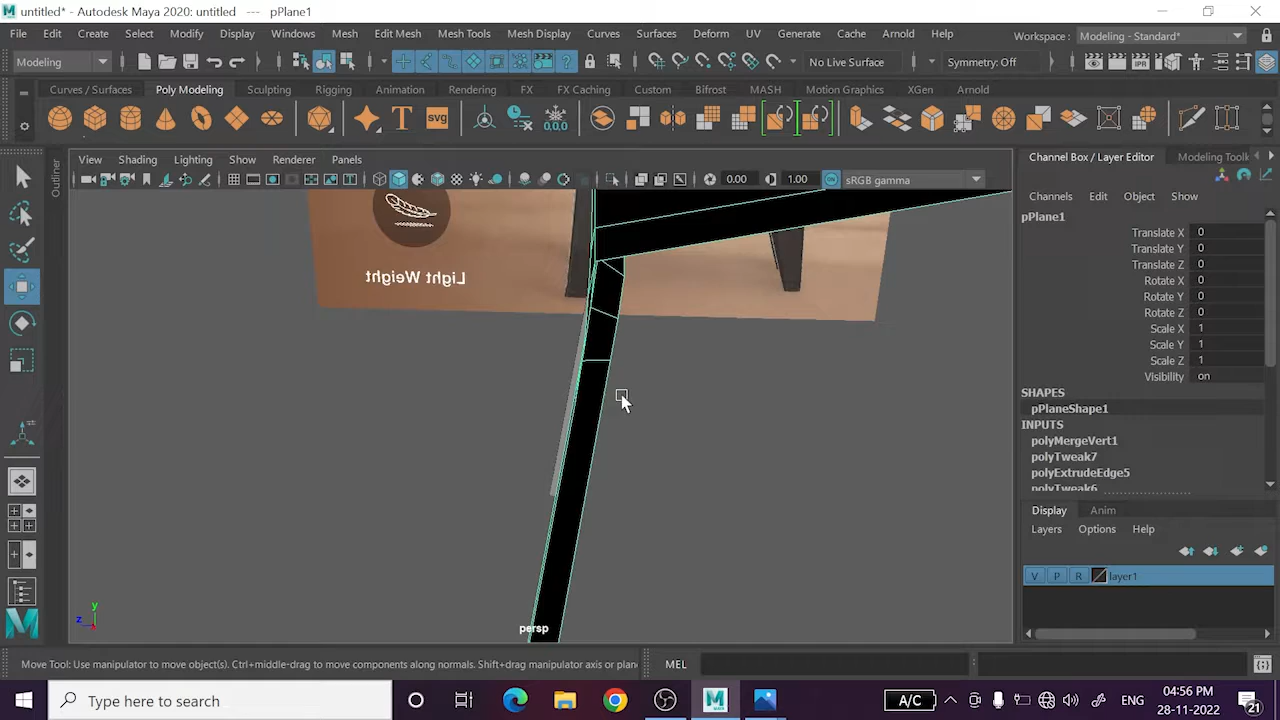 untitled* - Autodesk Maya 2020: untitled --- pPlane1
File Edit Create Select Modify Display Windows Mesh Edit Mesh Mesh Tools Mesh Display Curves Surfaces Deform UV Generate Cache Arnold Help Workspace : Modeling - Standard*
Modeling No Live Surface Symmetry: Off
Curves / Surfaces Poly Modeling Sculpting Rigging Animation Rendering FX FX Caching Custom Bifrost MASH Motion Graphics XGen Arnold
T svg 0,0,0
View Shading Lighting Show Renderer Panels
0.00 1.00 ON sRGB gamma
Outliner
Light Weight
persp
y
z
Channel Box / Layer Editor Modeling Toolk
Channels Edit Object Show
pPlane1
Translate X 0
Translate Y 0
Translate Z 0
Rotate X 0
Rotate Y 0
Rotate Z 0
Scale X 1
Scale Y 1
Scale Z 1
Visibility on
SHAPES
pPlaneShape1
INPUTS
polyMergeVert1
polyTweak7
polyExtrudeEdge5
polyTweak6
Display Anim
Layers Options Help
V P R layer1
Move Tool: Use manipulator to move object(s). Ctrl+middle-drag to move components along normals. Shift+drag manipulator axis or plane
MEL
Type here to search
A/C ENG 04:56 PM
28-11-2022 21